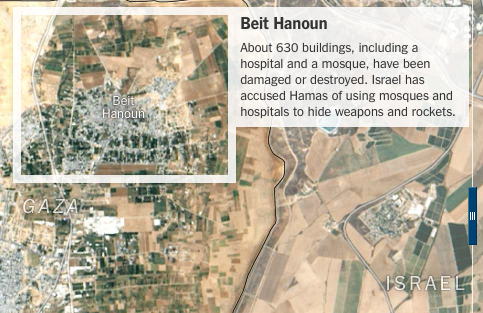 Beit Hanoun
About 630 buildings, including a
hospital and a mosque, have been
damaged or destroyed. Israel has
accused Hamas of using mosques and
hospitals to hide weapons and rockets.
Beit
Hanoun
GAZA
ISRAEL